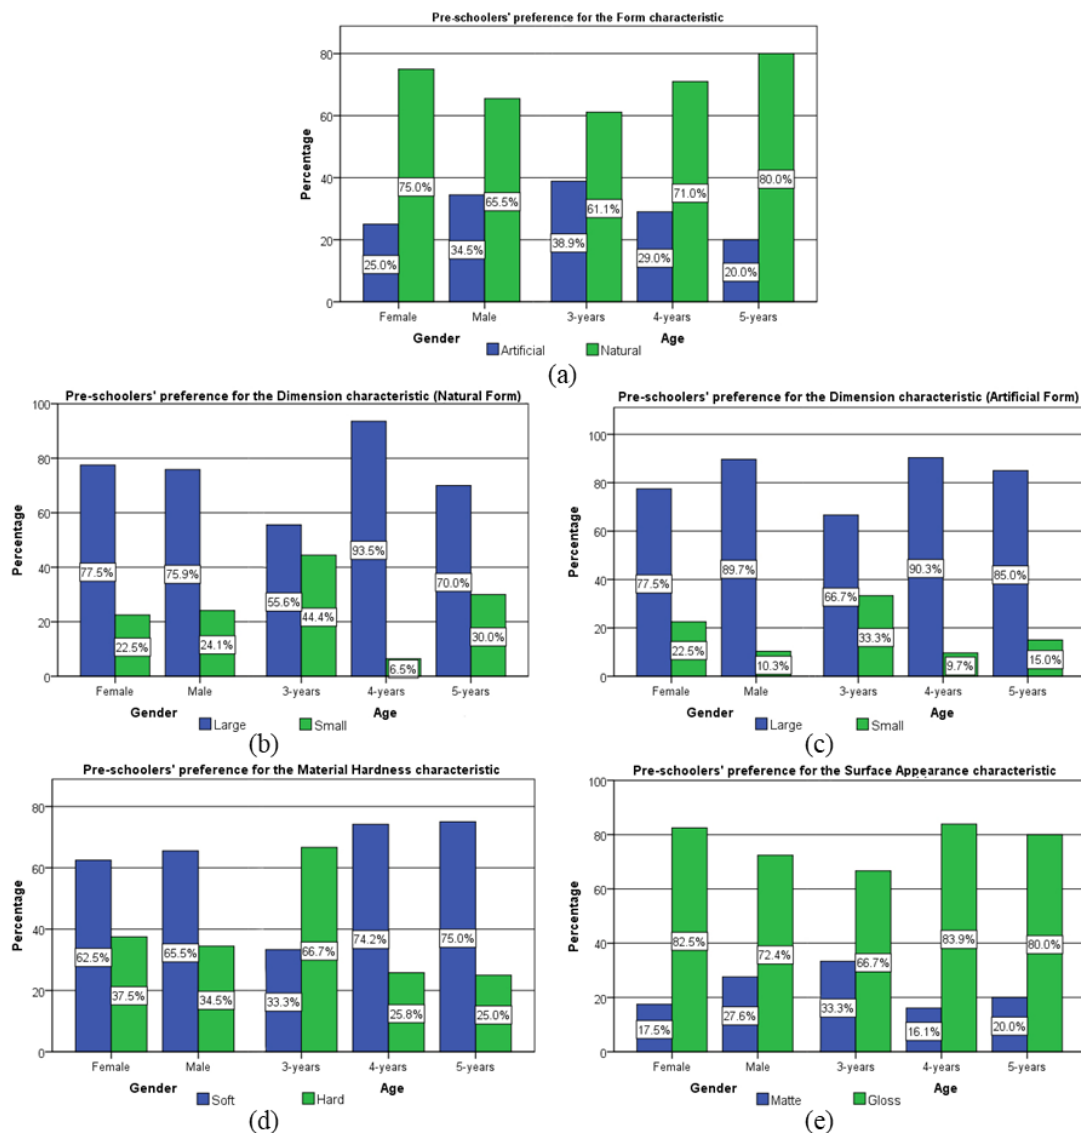 Pre-schoolers' preference for the Form characteristic
Percentage
80
60
40
20
0
25.0%
75.0%
34.5%
65.5%
38.9%
61.1%
29.0%
71.0%
20.0%
80.0%
Female Male 3-years 4-years 5-years
Gender Age
Artificial Natural
(a)
Pre-schoolers' preference for the Dimension characteristic (Natural Form)
Percentage
100
80
60
40
20
0
77.5%
22.5%
75.9%
24.1%
55.6%
44.4%
93.5%
6.5%
70.0%
30.0%
Female Male 3-years 4-years 5-years
Gender Age
Large Small
(b)
Pre-schoolers' preference for the Dimension characteristic (Artificial Form)
Percentage
100
80
60
40
20
0
77.5%
22.5%
89.7%
10.3%
66.7%
33.3%
90.3%
9.7%
85.0%
15.0%
Female Male 3-years 4-years 5-years
Gender Age
Large Small
(c)
Pre-schoolers' preference for the Material Hardness characteristic
Percentage
80
60
40
20
0
62.5%
37.5%
65.5%
34.5%
33.3%
66.7%
74.2%
25.8%
75.0%
25.0%
Female Male 3-years 4-years 5-years
Gender Age
Soft Hard
(d)
Pre-schoolers' preference for the Surface Appearance characteristic
Percentage
100
80
60
40
20
0
17.5%
82.5%
27.6%
72.4%
33.3%
66.7%
16.1%
83.9%
20.0%
80.0%
Female Male 3-years 4-years 5-years
Gender Age
Matte Gloss
(e)